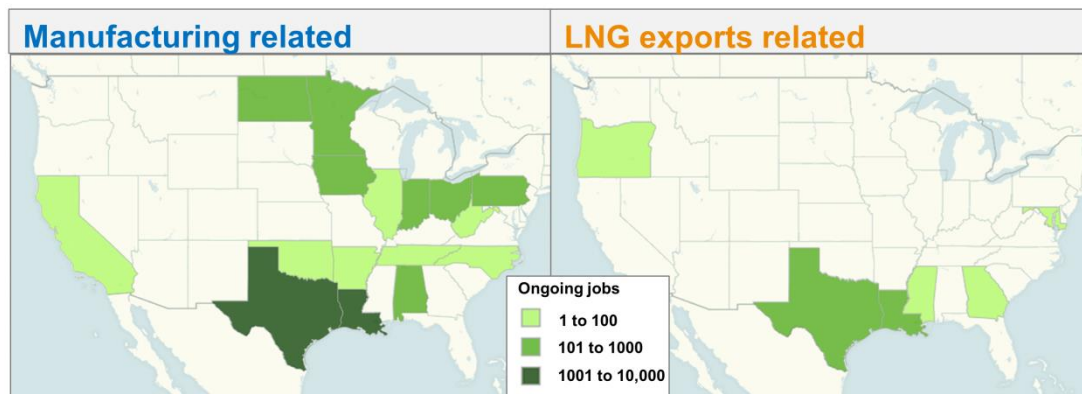 Manufacturing related
LNG exports related
Ongoing jobs
1 to 100
101 to 1000
1001 to 10,000